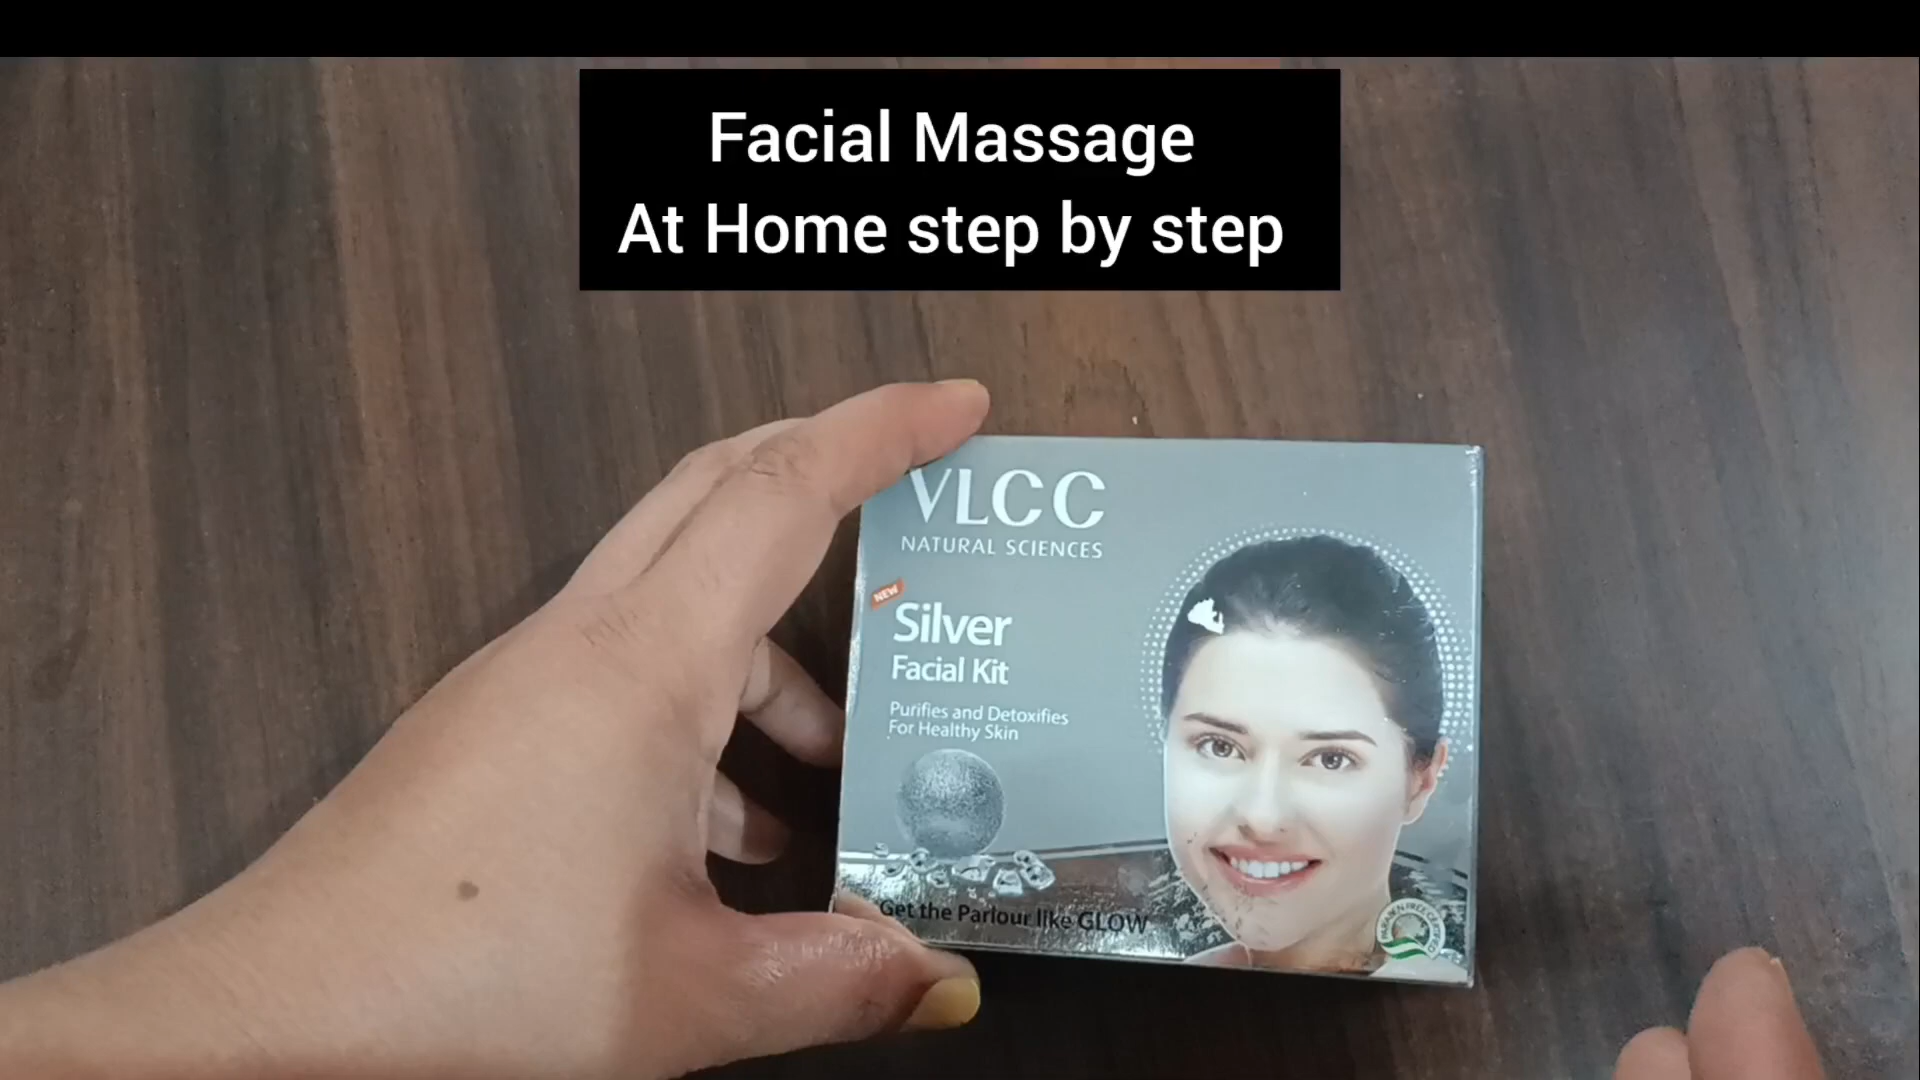 Facial Massage
At Home step by step
VLCC
NATURAL SCIENCES
NEW
Silver
Facial Kit
Purifies and Detoxifies
For Healthy Skin
Get the Parlour like GLOW